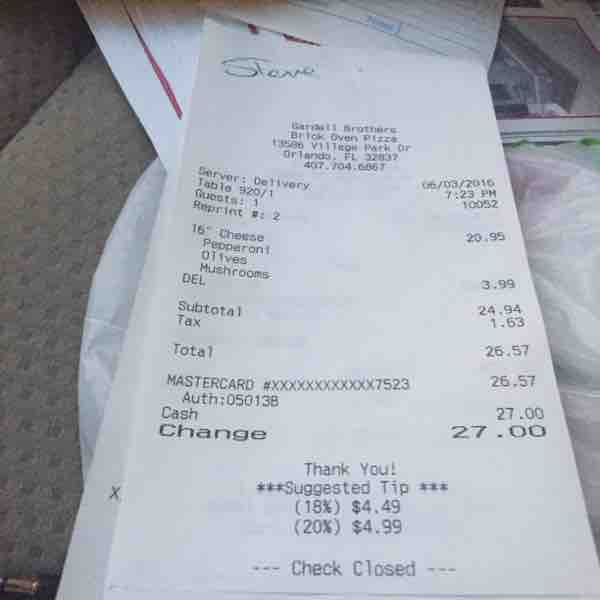 Steve
Gardell Brothers
Brick Oven Pizza
13586 Village Park Dr
Orlando, FL 32837
407.704.6867
Server: Delivery 06/03/2016
Table 920/1 7:23 PM
Guests: 1 10052
Reprint #: 2
16" Cheese 20.95
Pepperoni
Olives
Mushrooms
DEL 3.99
Subtotal 24.94
Tax 1.63
Total 26.57
MASTERCARD #XXXXXXXXXXXX7523 26.57
Auth:05013B
Cash 27.00
Change 27.00
Thank You!
***Suggested Tip ***
(18%) $4.49
(20%) $4.99
--- Check Closed ---
X